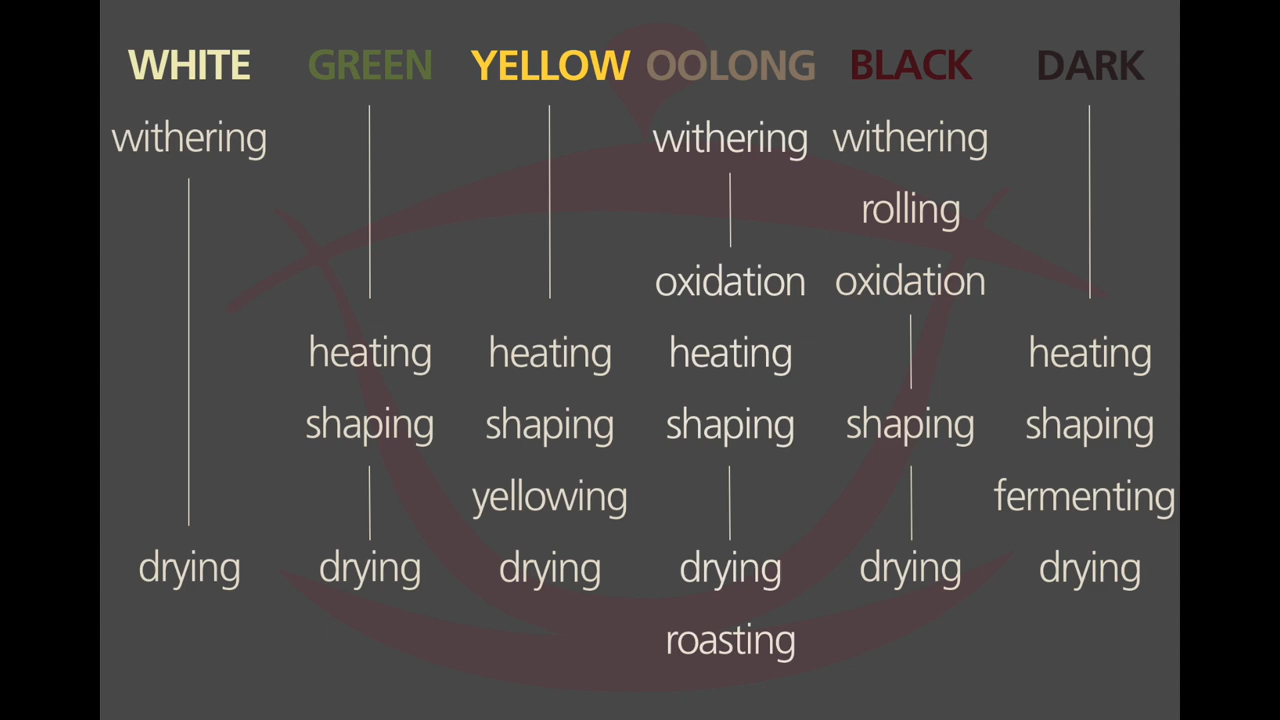 WHITE GREEN YELLOW OOLONG BLACK DARK
withering withering withering
rolling
oxidation oxidation
heating heating heating heating
shaping shaping shaping shaping shaping
yellowing fermenting
drying drying drying drying drying drying
roasting